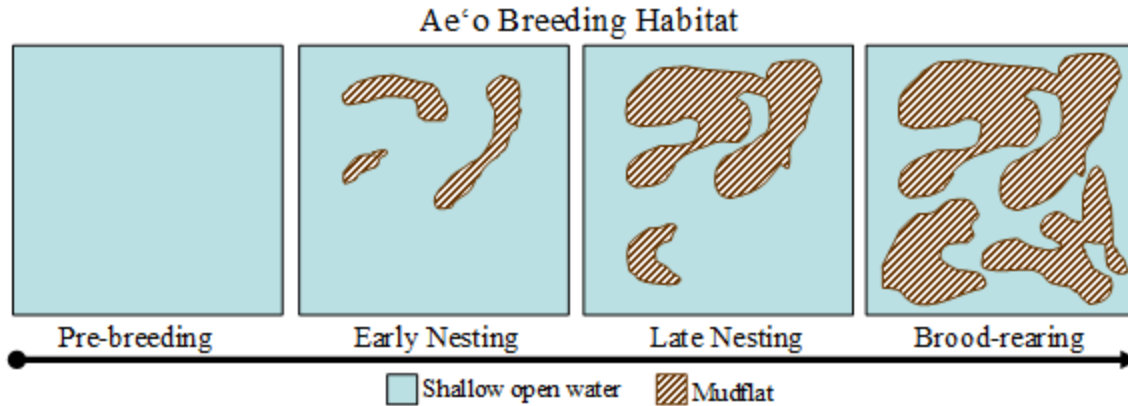 Aeʻo Breeding Habitat
Pre-breeding
Early Nesting
Late Nesting
Brood-rearing
Shallow open water
Mudflat